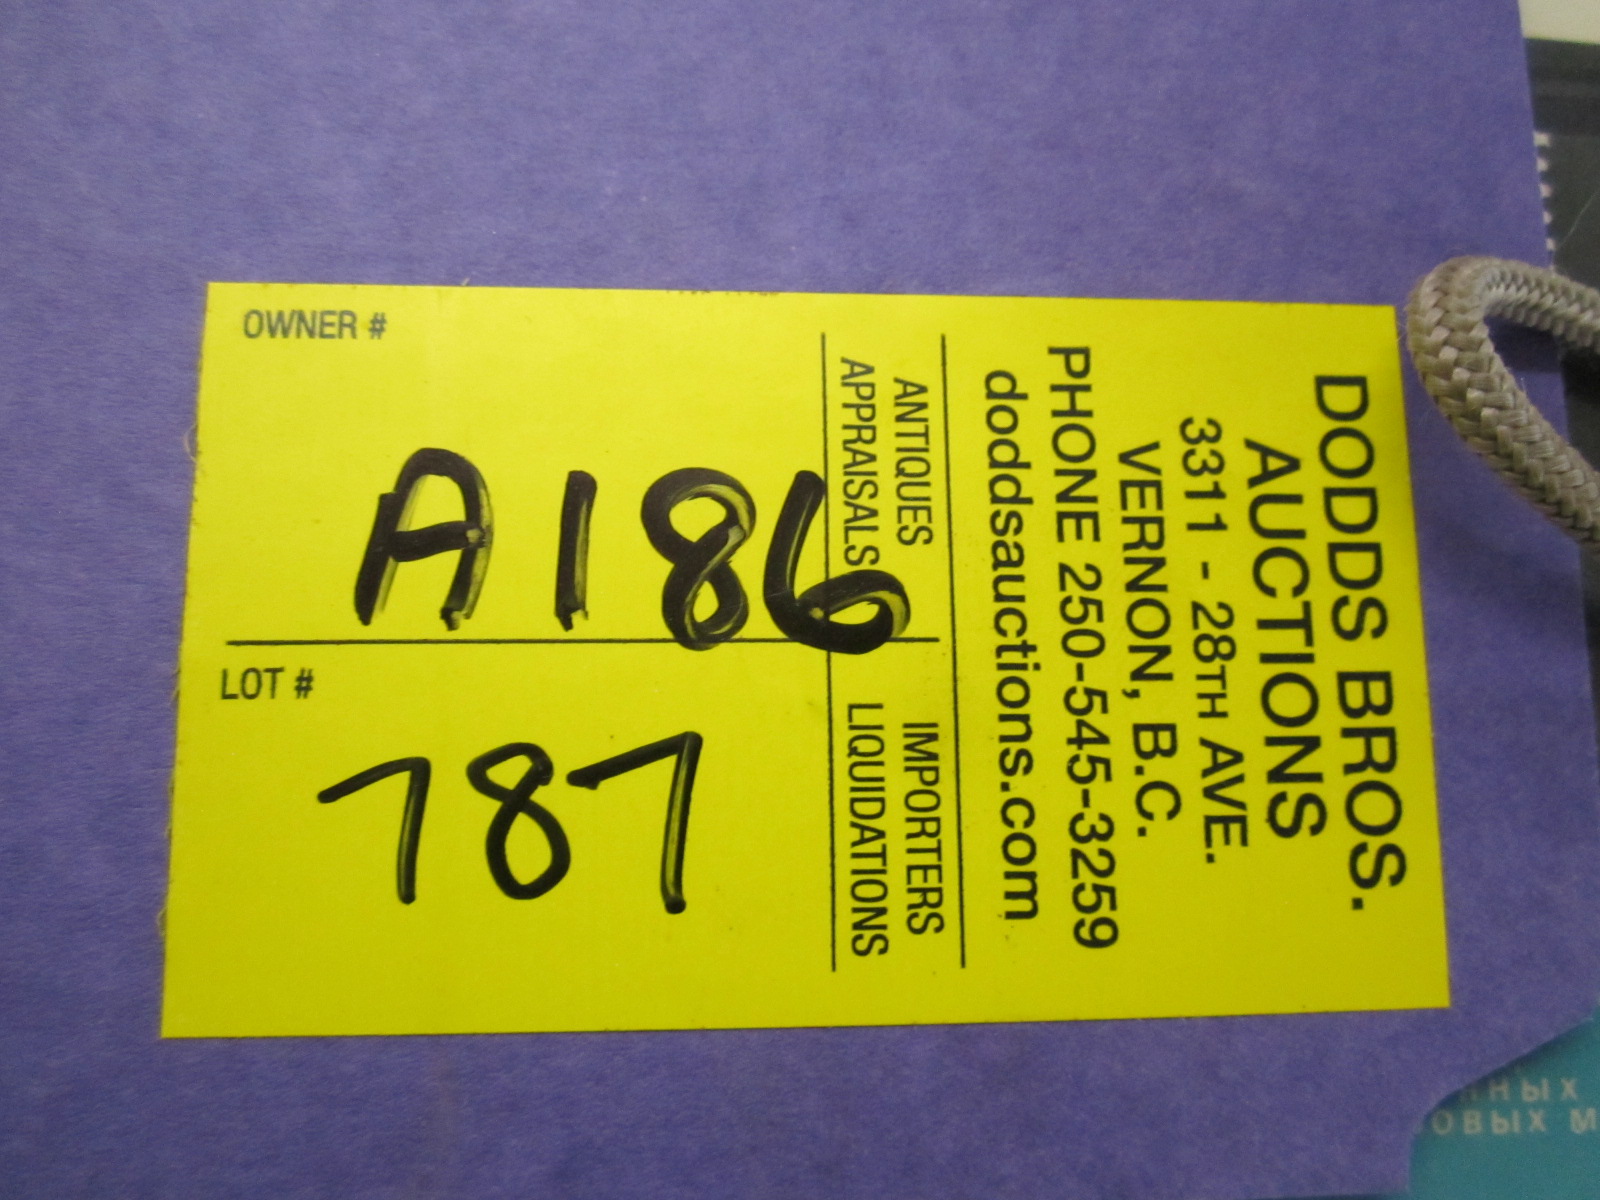 DODDS BROS.
AUCTIONS
3311 - 28TH AVE.
VERNON, B.C.
PHONE 250-545-3259
doddsauctions.com
ANTIQUES IMPORTERS
APPRAISALS LIQUIDATIONS
OWNER #
A186
LOT #
787